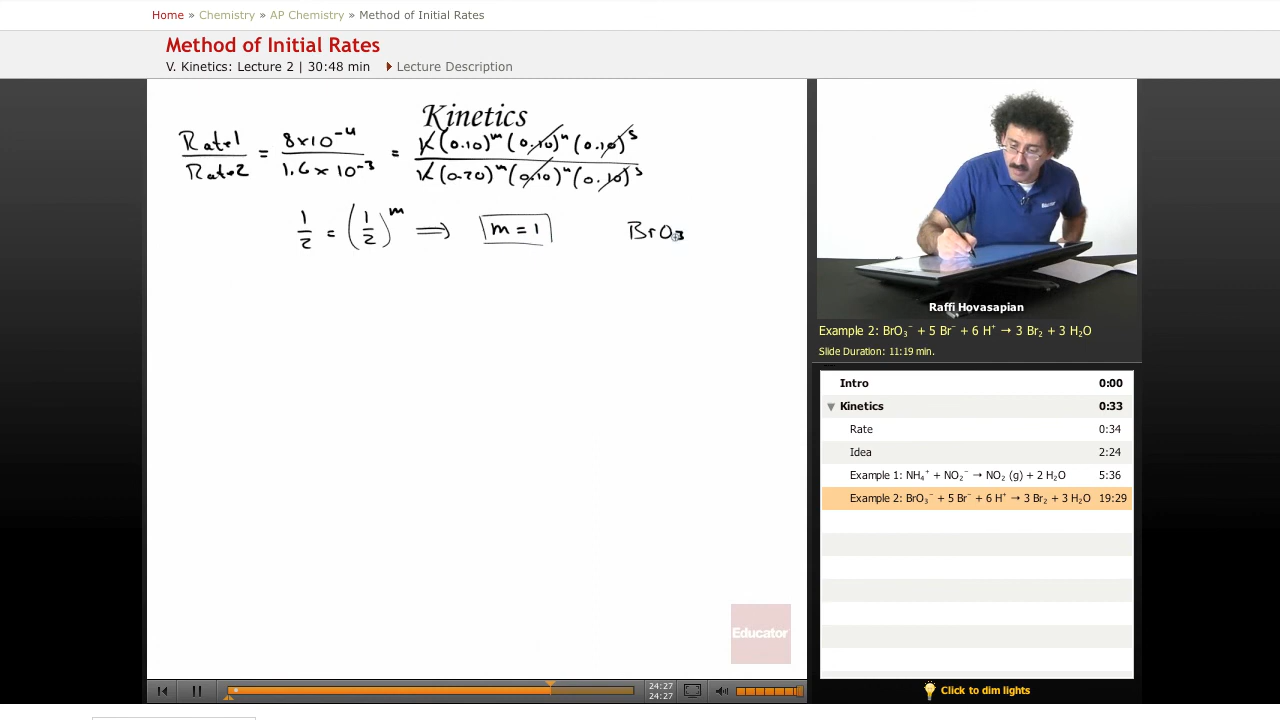 Home » Chemistry » AP Chemistry » Method of Initial Rates
Method of Initial Rates
V. Kinetics: Lecture 2 | 30:48 min Lecture Description
Kinetics
Rate1 / Rate2 = 8x10⁻⁴ / 1.6 x 10⁻³ = K(0.10)ᵐ(0.10)ⁿ(0.10)ˢ / K(0.20)ᵐ(0.10)ⁿ(0.10)ˢ
1/2 = (1/2)ᵐ ⟹ m = 1 BrO₃
Educator
Raffi Hovasapian
Example 2: BrO₃⁻ + 5 Br⁻ + 6 H⁺ → 3 Br₂ + 3 H₂O
Slide Duration: 11:19 min.
Intro 0:00
▼ Kinetics 0:33
Rate 0:34
Idea 2:24
Example 1: NH₄⁺ + NO₂⁻ → NO₂ (g) + 2 H₂O 5:36
Example 2: BrO₃⁻ + 5 Br⁻ + 6 H⁺ → 3 Br₂ + 3 H₂O 19:29
24:27
24:27
Click to dim lights